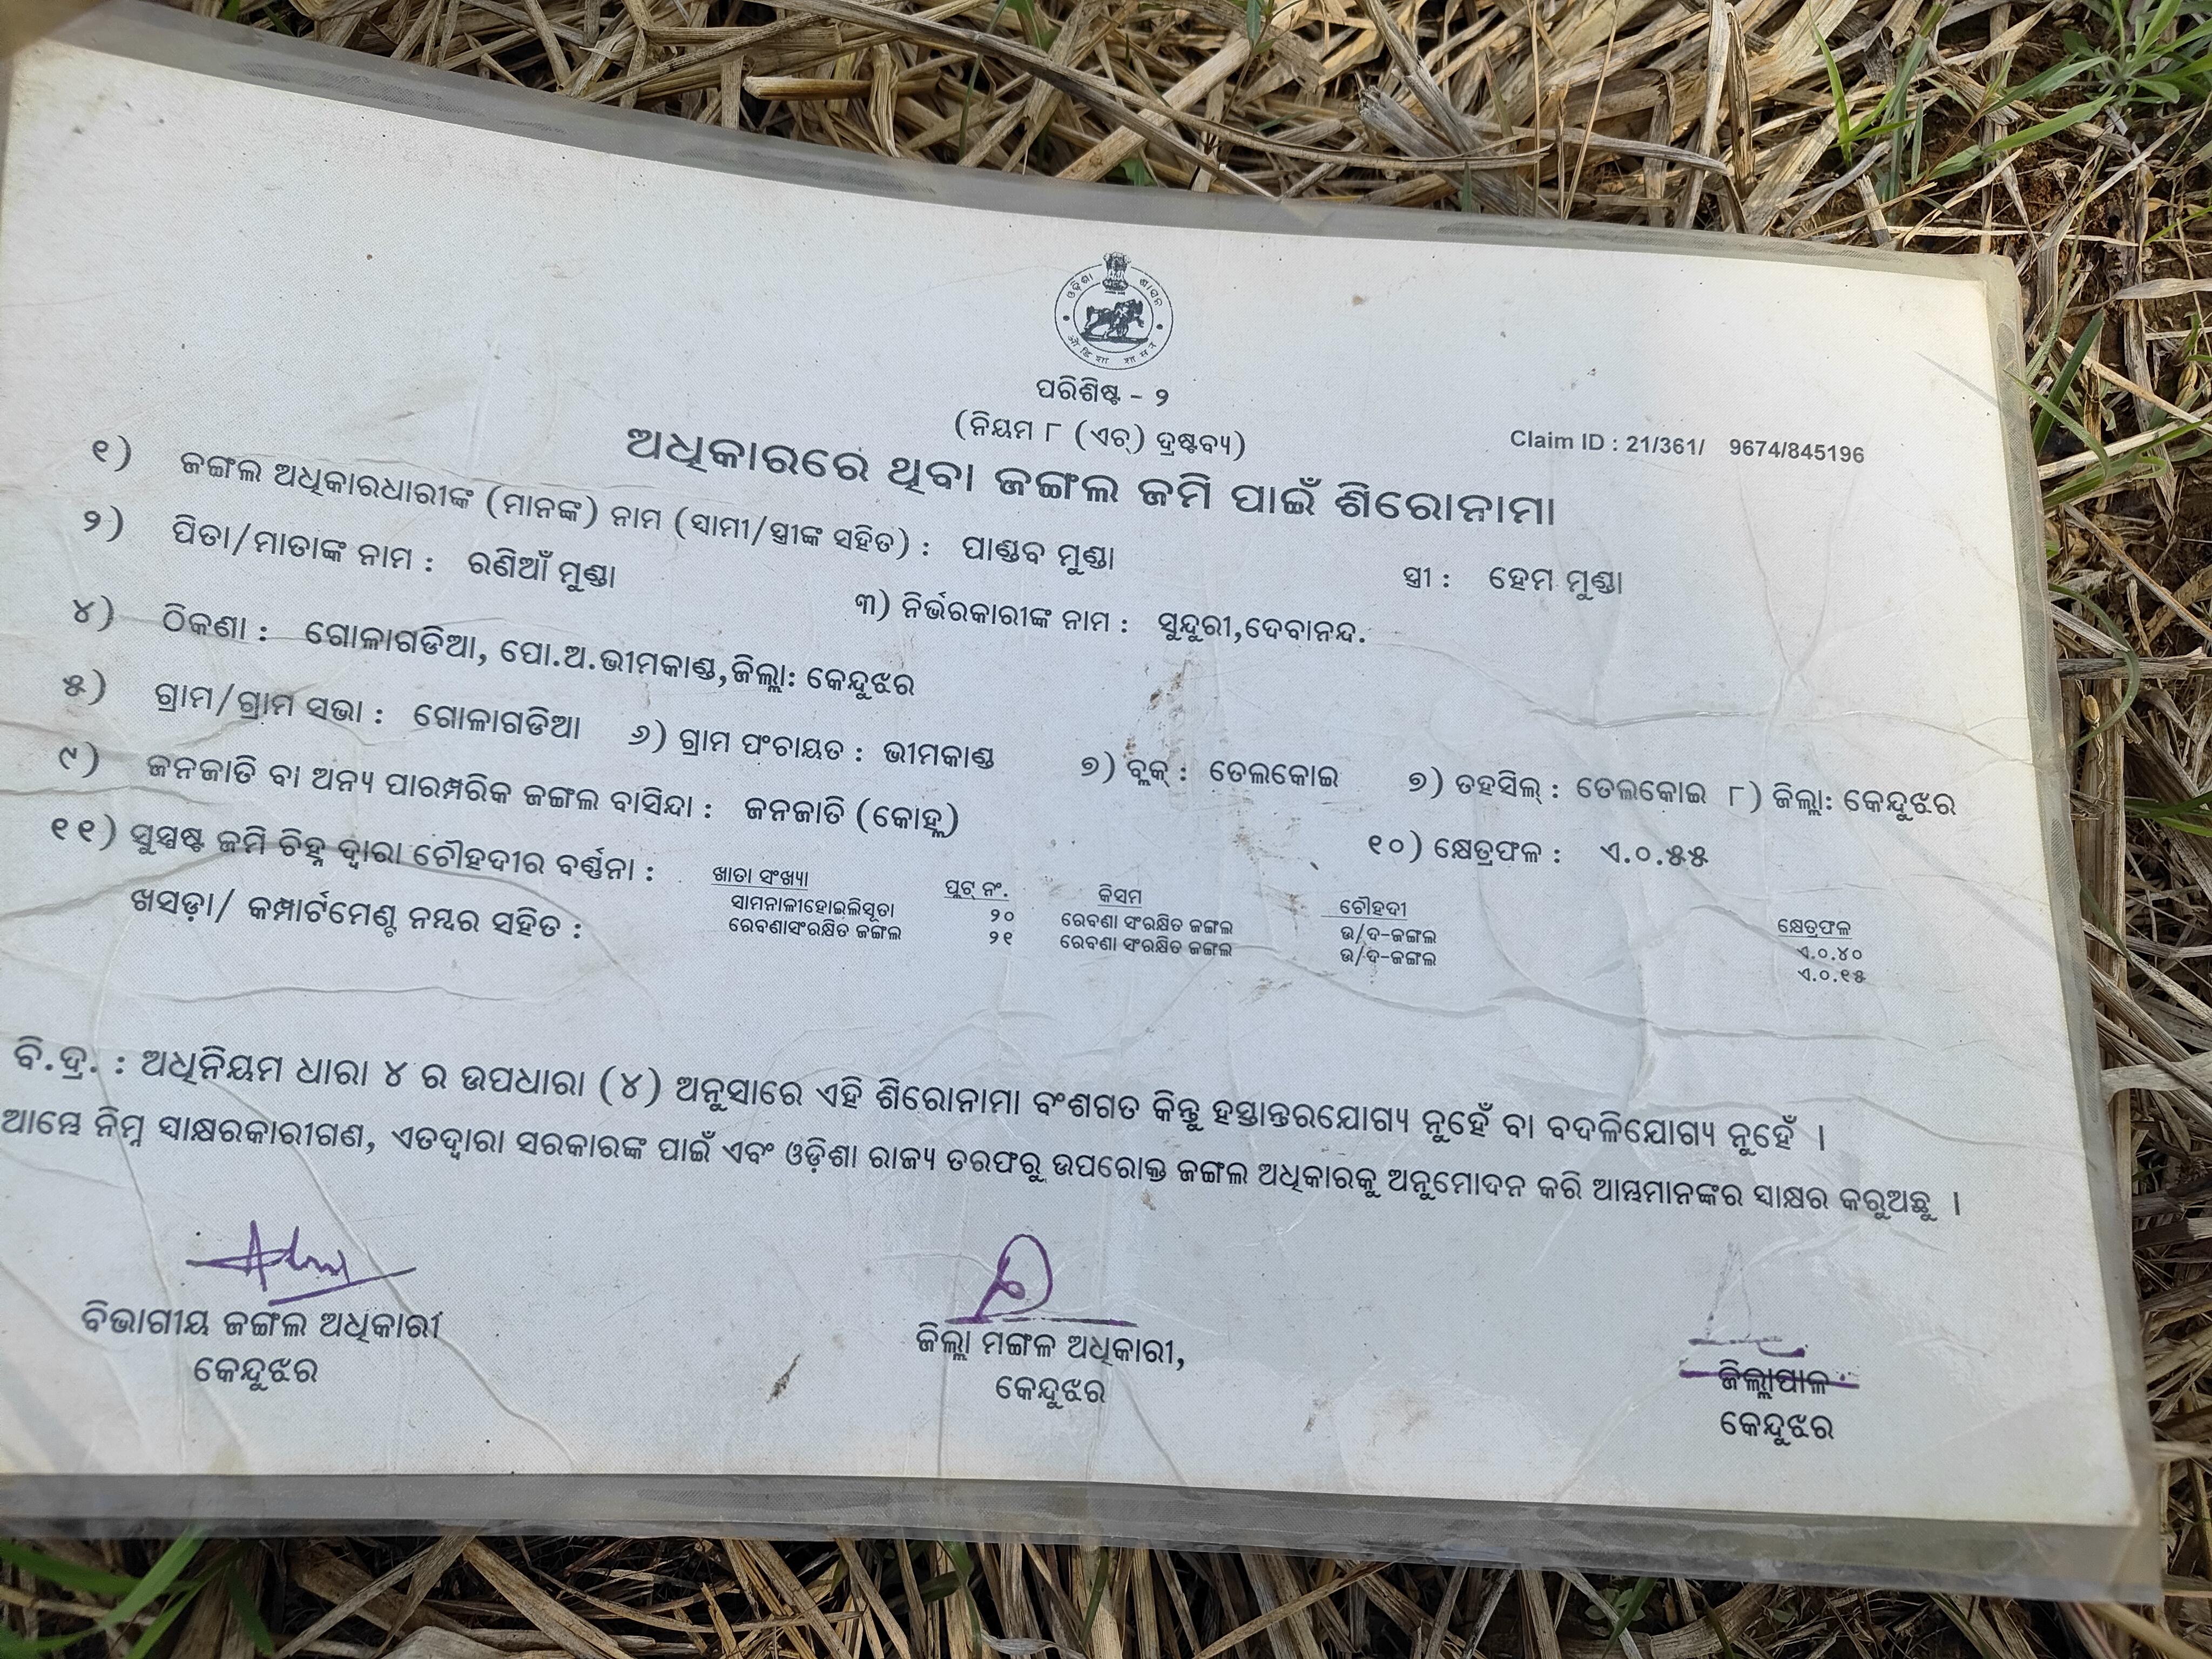 ଓଡ଼ିଶା ଶାସନ
ଓଡ଼ିଶା ଶାସନ
ପରିଶିଷ୍ଟ - ୨
(ନିୟମ ୮ (ଏଚ୍) ଦ୍ରଷ୍ଟବ୍ୟ)
Claim ID : 21/361/ 9674/845196
ଅଧିକାରରେ ଥିବା ଜଙ୍ଗଲ ଜମି ପାଇଁ ଶିରୋନାମା
୧) ଜଙ୍ଗଲ ଅଧିକାରଧାରୀଙ୍କ (ମାନଙ୍କ) ନାମ (ସ୍ୱାମୀ/ସ୍ତ୍ରୀଙ୍କ ସହିତ) : ପାଣ୍ଡବ ମୁଣ୍ଡା ସ୍ତ୍ରୀ : ହେମ ମୁଣ୍ଡା
୨) ପିତା/ମାତାଙ୍କ ନାମ : ରଣିଆଁ ମୁଣ୍ଡା ୩) ନିର୍ଭରକାରୀଙ୍କ ନାମ : ସୁନ୍ଦୁରୀ,ଦେବାନନ୍ଦ.
୪) ଠିକଣା : ଗୋଳାଗଡିଆ, ପୋ.ଅ.ଭୀମକାଣ୍ଡ,ଜିଲ୍ଲା: କେନ୍ଦୁଝର
୫) ଗ୍ରାମ/ଗ୍ରାମ ସଭା : ଗୋଳାଗଡିଆ ୬) ଗ୍ରାମ ପଂଚାୟତ : ଭୀମକାଣ୍ଡ ୭) ବ୍ଲକ୍ : ତେଲକୋଇ ୭) ତହସିଲ୍ : ତେଲକୋଇ ୮) ଜିଲ୍ଲା: କେନ୍ଦୁଝର
୯) ଜନଜାତି ବା ଅନ୍ୟ ପାରମ୍ପରିକ ଜଙ୍ଗଲ ବାସିନ୍ଦା : ଜନଜାତି (କୋହ୍ଲ) ୧୦) କ୍ଷେତ୍ରଫଳ : ଏ.୦.୫୫
୧୧) ସୁସ୍ପଷ୍ଟ ଜମି ଚିହ୍ନ ଦ୍ୱାରା ଚୌହଦୀର ବର୍ଣ୍ଣନା :
ଖସଡ଼ା/ କମ୍ପାର୍ଟମେଣ୍ଟ ନମ୍ବର ସହିତ :
ଖାତା ସଂଖ୍ୟା ପ୍ଲଟ୍ ନଂ. କିସମ ଚୌହଦୀ କ୍ଷେତ୍ରଫଳ
ସାମନାଳୀହୋଇଲିସୂତା ୨୦ ରେବଣା ସଂରକ୍ଷିତ ଜଙ୍ଗଲ ଉ/ଦ-ଜଙ୍ଗଲ ଏ.୦.୪୦
ରେବଣାସଂରକ୍ଷିତ ଜଙ୍ଗଲ ୨୧ ରେବଣା ସଂରକ୍ଷିତ ଜଙ୍ଗଲ ଉ/ଦ-ଜଙ୍ଗଲ ଏ.୦.୧୫
ବି.ଦ୍ର. : ଅଧିନିୟମ ଧାରା ୪ ର ଉପଧାରା (୪) ଅନୁସାରେ ଏହି ଶିରୋନାମା ବଂଶଗତ କିନ୍ତୁ ହସ୍ତାନ୍ତରଯୋଗ୍ୟ ନୁହେଁ ବା ବଦଳିଯୋଗ୍ୟ ନୁହେଁ ।
ଆମ୍ଭେ ନିମ୍ନ ସ୍ୱାକ୍ଷରକାରୀଗଣ, ଏତଦ୍ୱାରା ସରକାରଙ୍କ ପାଇଁ ଏବଂ ଓଡ଼ିଶା ରାଜ୍ୟ ତରଫରୁ ଉପରୋକ୍ତ ଜଙ୍ଗଲ ଅଧିକାରକୁ ଅନୁମୋଦନ କରି ଆମ୍ଭମାନଙ୍କର ସ୍ୱାକ୍ଷର କରୁଅଛୁ ।
ବିଭାଗୀୟ ଜଙ୍ଗଲ ଅଧିକାରୀ
କେନ୍ଦୁଝର
ଜିଲ୍ଲା ମଙ୍ଗଳ ଅଧିକାରୀ,
କେନ୍ଦୁଝର
ଜିଲ୍ଲାପାଳ
କେନ୍ଦୁଝର